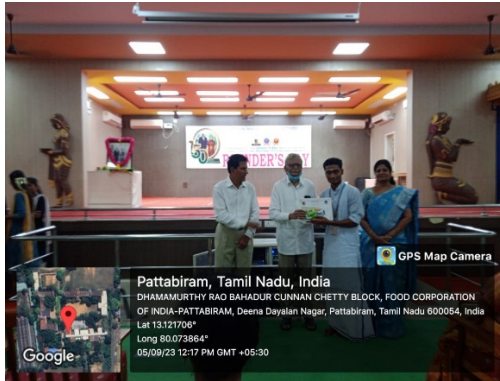 FOUNDER'S DAY
GPS Map Camera
Pattabiram, Tamil Nadu, India
DHAMAMURTHY RAO BAHADUR CUNNAN CHETTY BLOCK, FOOD CORPORATION
OF INDIA-PATTABIRAM, Deena Dayalan Nagar, Pattabiram, Tamil Nadu 600054, India
Lat 13.121706°
Long 80.073864°
05/09/23 12:17 PM GMT +05:30
Google